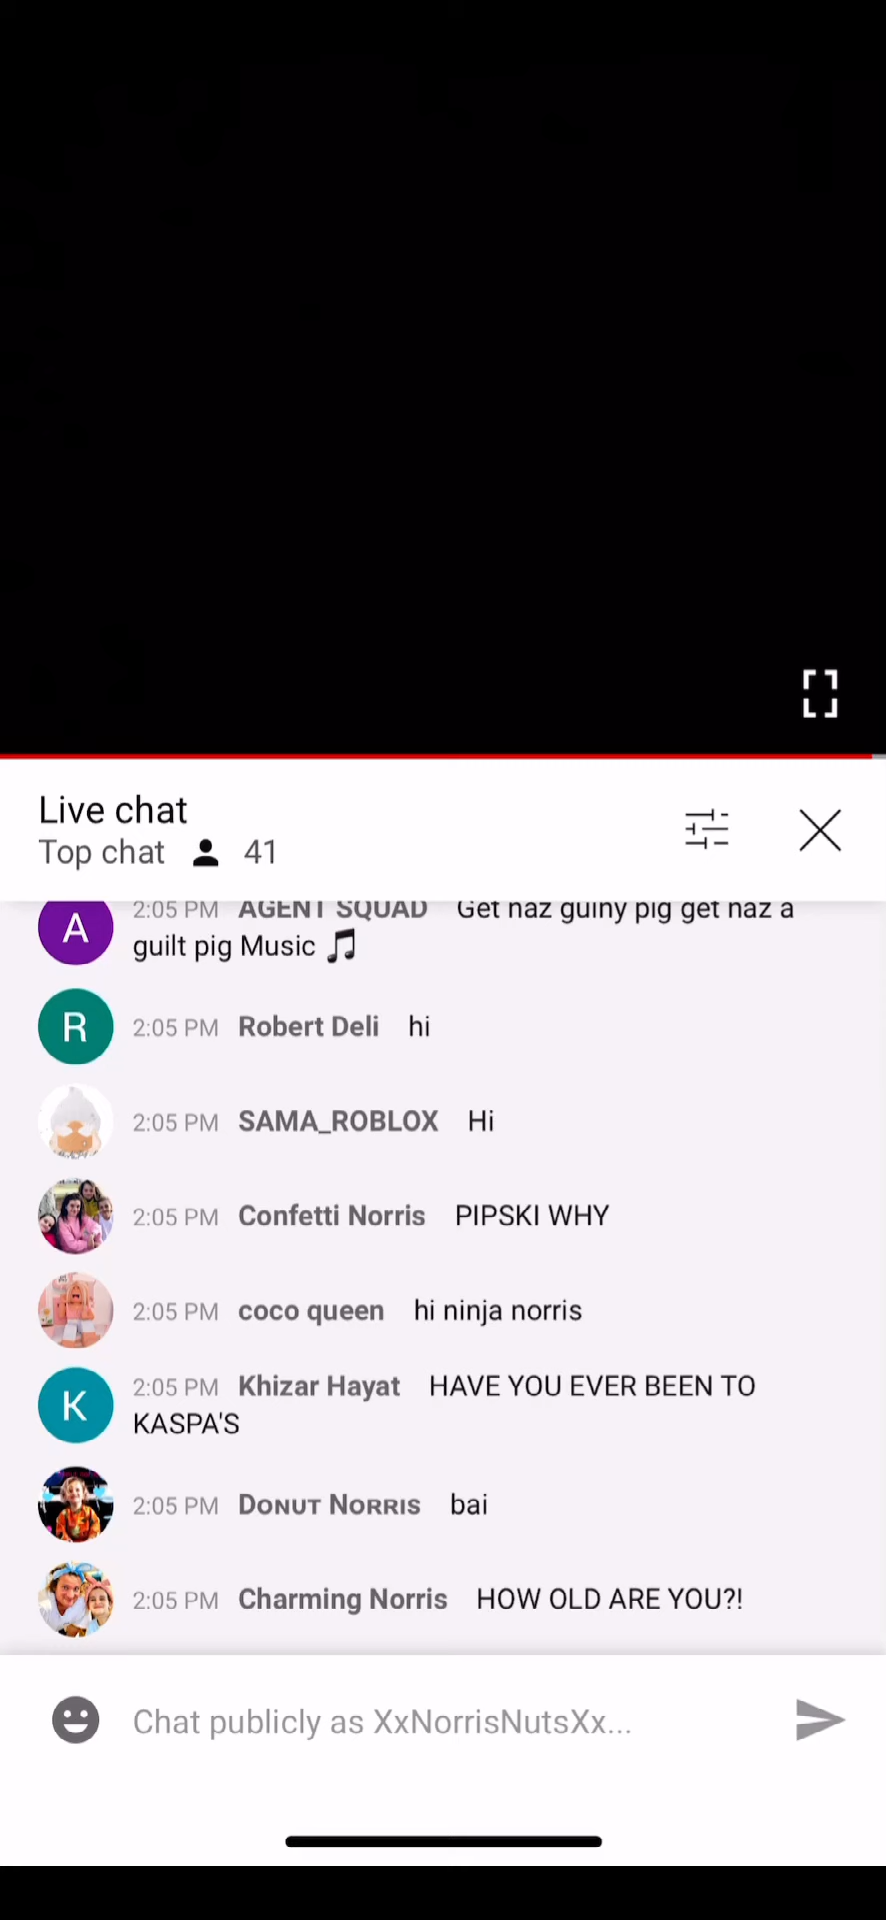 Live chat
Top chat 41
A 2:05 PM AGENT SQUAD Get naz guiny pig get naz a
guilt pig Music 🎵
R 2:05 PM Robert Deli hi
2:05 PM SAMA_ROBLOX Hi
2:05 PM Confetti Norris PIPSKI WHY
2:05 PM coco queen hi ninja norris
K 2:05 PM Khizar Hayat HAVE YOU EVER BEEN TO
KASPA'S
2:05 PM Dᴏɴᴜᴛ Nᴏʀʀɪs bai
2:05 PM Charming Norris HOW OLD ARE YOU?!
Chat publicly as XxNorrisNutsXx...